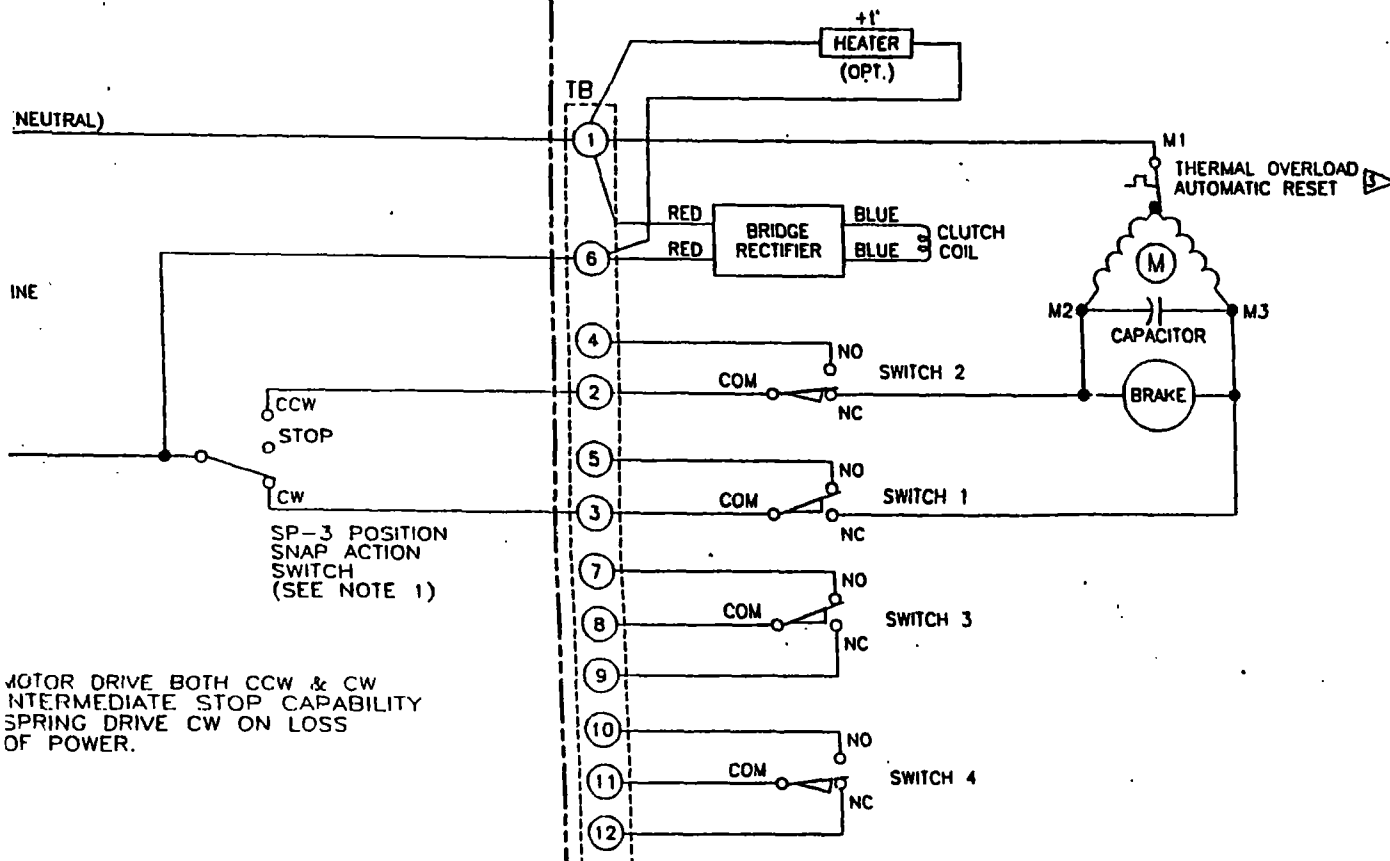 +t°
HEATER
(OPT.)
TB
NEUTRAL)
1
M1
THERMAL OVERLOAD
AUTOMATIC RESET 3
RED
BRIDGE
RECTIFIER
BLUE
CLUTCH
COIL
6
RED
BLUE
M
INE
M2
M3
CAPACITOR
4
NO
SWITCH 2
COM
2
NC
BRAKE
CCW
STOP
CW
5
NO
SWITCH 1
COM
3
NC
SP-3 POSITION
SNAP ACTION
SWITCH
(SEE NOTE 1)
7
NO
COM
SWITCH 3
8
NC
9
MOTOR DRIVE BOTH CCW & CW
INTERMEDIATE STOP CAPABILITY
SPRING DRIVE CW ON LOSS
OF POWER.
10
NO
COM
SWITCH 4
11
NC
12